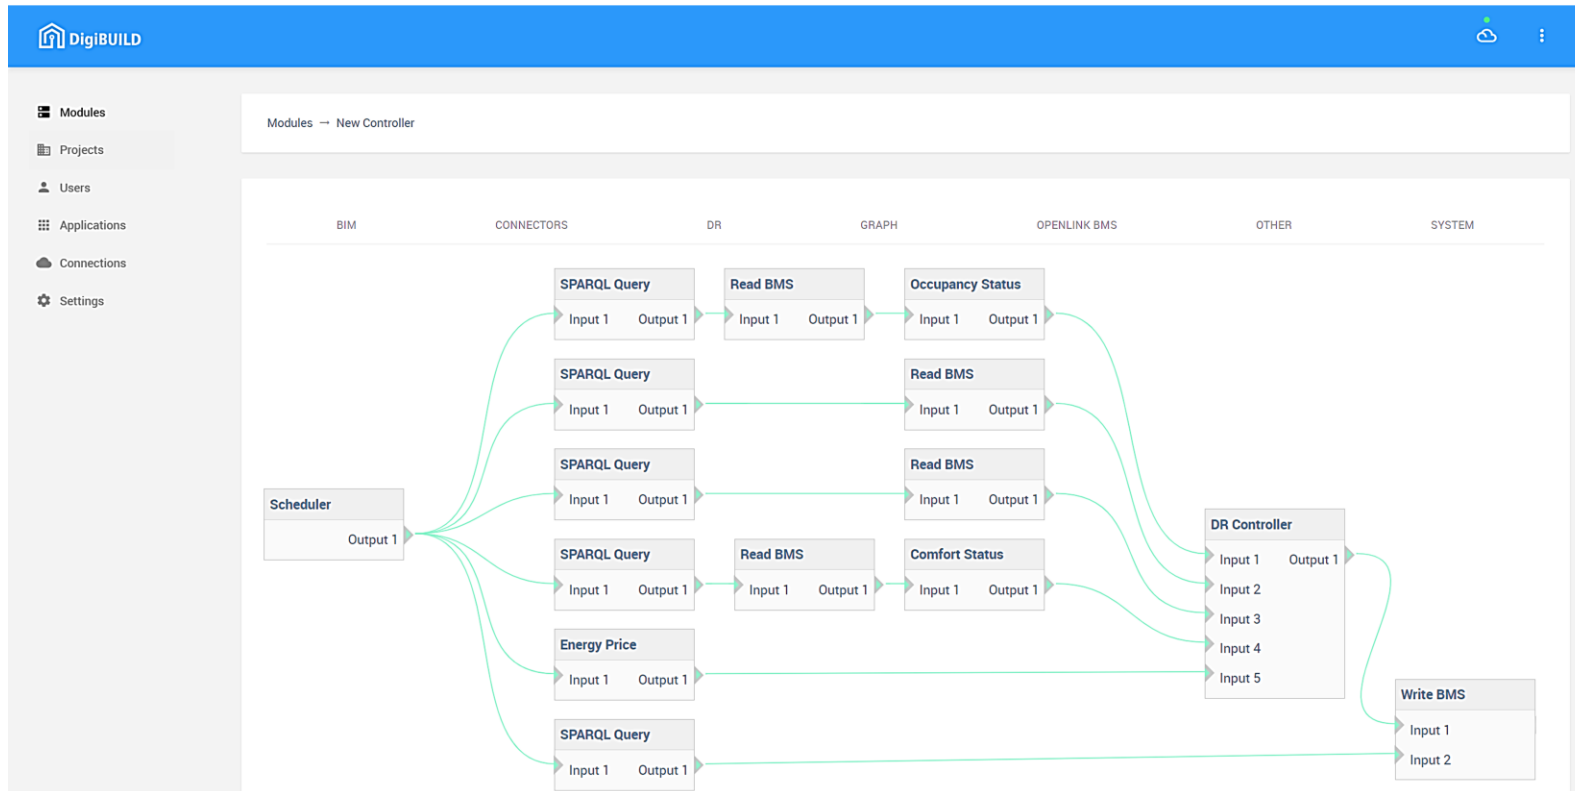 DigiBUILD
Modules
Projects
Users
Applications
Connections
Settings
Modules → New Controller
BIM CONNECTORS DR GRAPH OPENLINK BMS OTHER SYSTEM
SPARQL Query
Input 1 Output 1
Read BMS
Input 1 Output 1
Occupancy Status
Input 1 Output 1
SPARQL Query
Input 1 Output 1
Read BMS
Input 1 Output 1
SPARQL Query
Input 1 Output 1
Read BMS
Input 1 Output 1
Scheduler
Output 1
SPARQL Query
Input 1 Output 1
Read BMS
Input 1 Output 1
Comfort Status
Input 1 Output 1
DR Controller
Input 1 Output 1
Input 2
Input 3
Input 4
Input 5
Energy Price
Input 1 Output 1
SPARQL Query
Input 1 Output 1
Write BMS
Input 1
Input 2